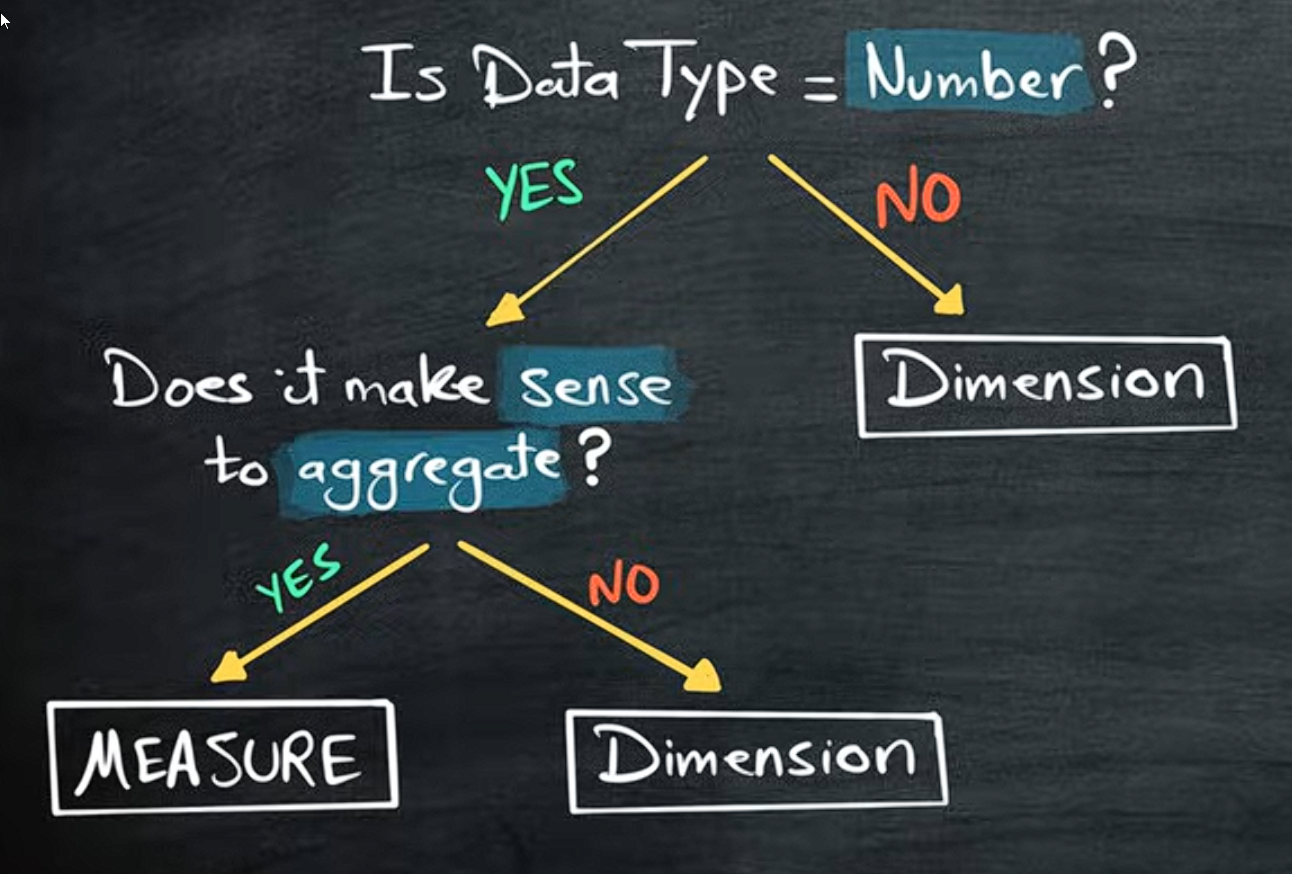 Is Data Type = Number?
YES
NO
Does it make sense
to aggregate?
Dimension
YES
NO
MEASURE
Dimension